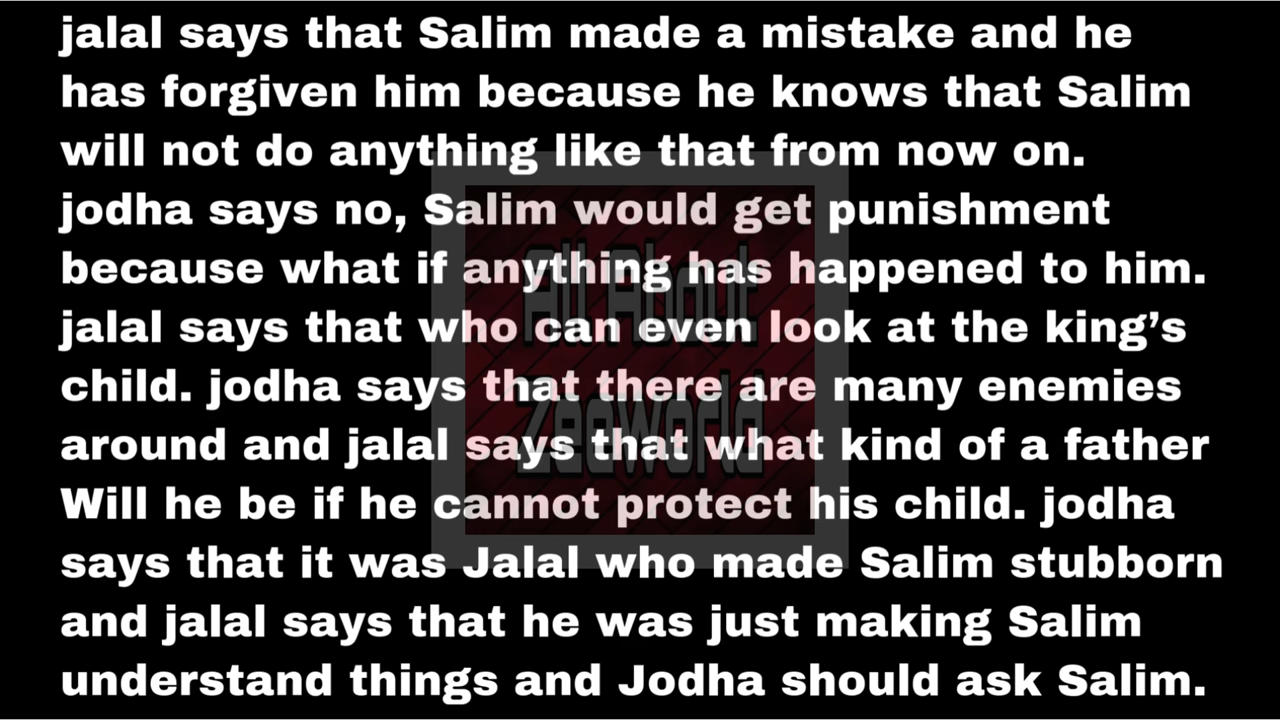 jalal says that Salim made a mistake and he
has forgiven him because he knows that Salim
will not do anything like that from now on.
jodha says no, Salim would get punishment
because what if anything has happened to him.
jalal says that who can even look at the king’s
child. jodha says that there are many enemies
around and jalal says that what kind of a father
Will he be if he cannot protect his child. jodha
says that it was Jalal who made Salim stubborn
and jalal says that he was just making Salim
understand things and Jodha should ask Salim.
All About
Zeeworld